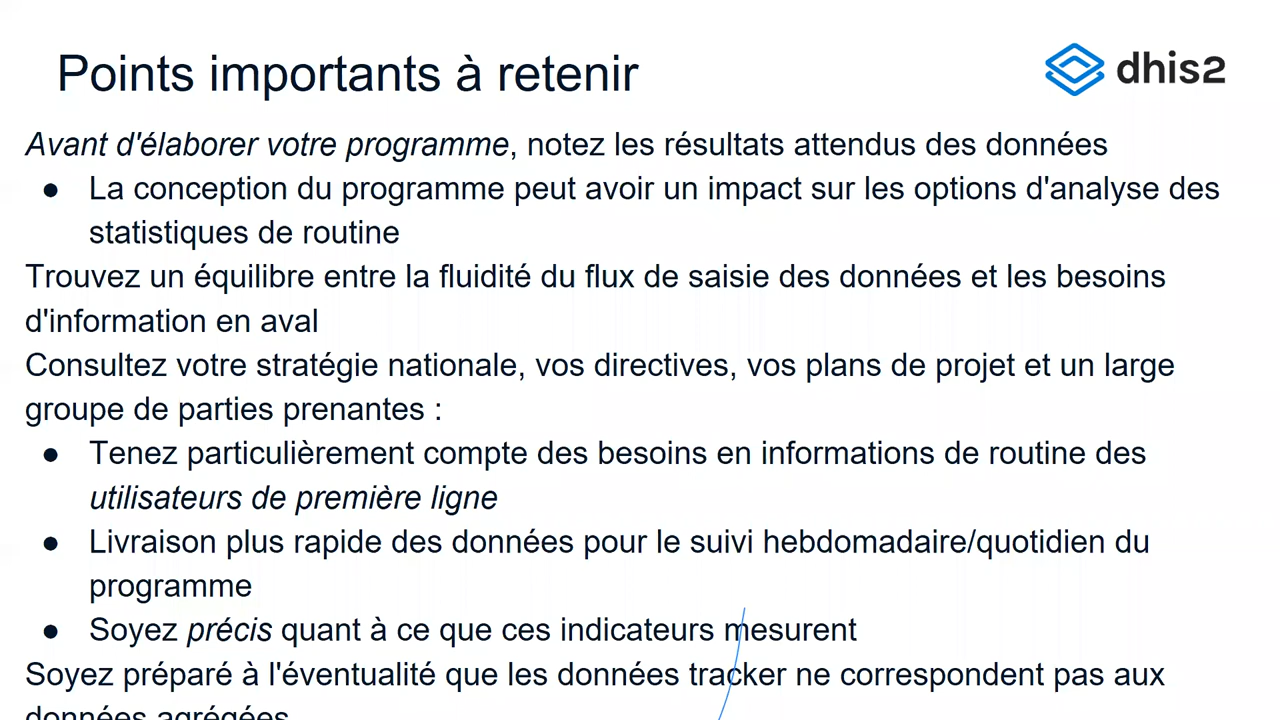 Points importants à retenir
dhis2
Avant d'élaborer votre programme, notez les résultats attendus des données
● La conception du programme peut avoir un impact sur les options d'analyse des
statistiques de routine
Trouvez un équilibre entre la fluidité du flux de saisie des données et les besoins
d'information en aval
Consultez votre stratégie nationale, vos directives, vos plans de projet et un large
groupe de parties prenantes :
● Tenez particulièrement compte des besoins en informations de routine des
utilisateurs de première ligne
● Livraison plus rapide des données pour le suivi hebdomadaire/quotidien du
programme
● Soyez précis quant à ce que ces indicateurs mesurent
Soyez préparé à l'éventualité que les données tracker ne correspondent pas aux
données agrégées